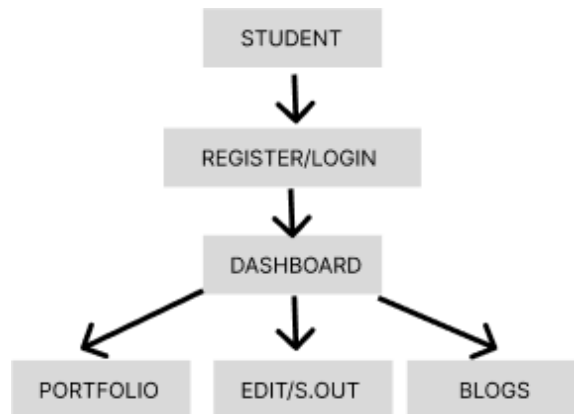 STUDENT
REGISTER/LOGIN
DASHBOARD
PORTFOLIO
EDIT/S.OUT
BLOGS